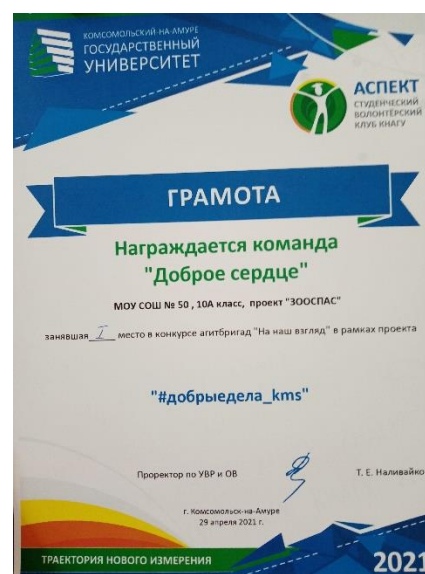 КОМСОМОЛЬСКИЙ-НА-АМУРЕ
ГОСУДАРСТВЕННЫЙ
УНИВЕРСИТЕТ
АСПЕКТ
СТУДЕНЧЕСКИЙ
ВОЛОНТЁРСКИЙ
КЛУБ КНАГУ
ГРАМОТА
Награждается команда
"Доброе сердце"
МОУ СОШ № 50 , 10А класс, проект "ЗООСПАС"
занявшая I место в конкурсе агитбригад "На наш взгляд" в рамках проекта
"#добрыедела_kms"
Проректор по УВР и ОВ
Т. Е. Наливайко
г. Комсомольск-на-Амуре
29 апреля 2021 г.
ТРАЕКТОРИЯ НОВОГО ИЗМЕРЕНИЯ
2021